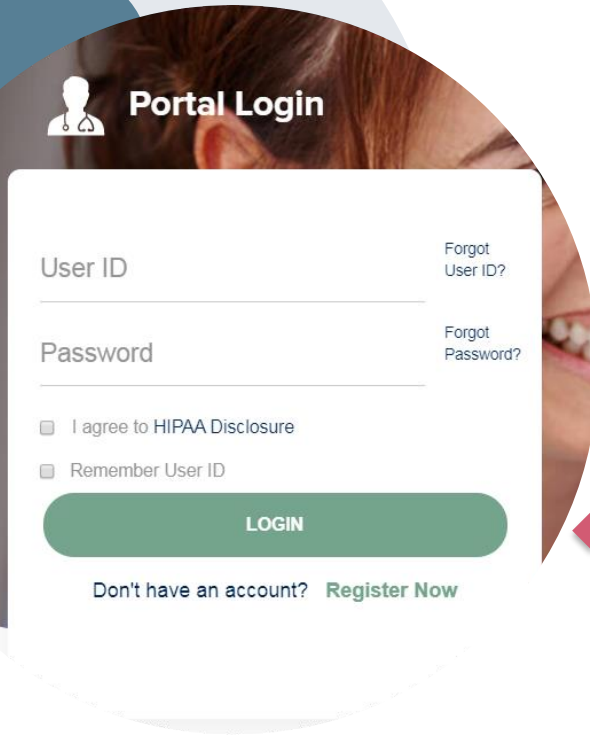 Portal Login
Forgot
User ID?
User ID
Forgot
Password?
Password
I agree to HIPAA Disclosure
Remember User ID
LOGIN
Don't have an account? Register Now